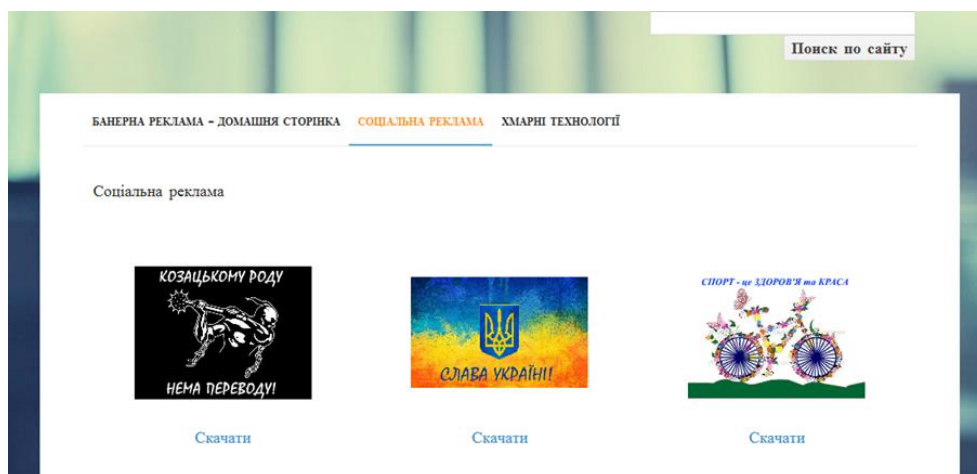 Поиск по сайту
БАНЕРНА РЕКЛАМА - ДОМАШНЯ СТОРІНКА СОЦІАЛЬНА РЕКЛАМА ХМАРНІ ТЕХНОЛОГІЇ
Соціальна реклама
КОЗАЦЬКОМУ РОДУ
НЕМА ПЕРЕВОДУ!
СЛАВА УКРАЇНІ!
СПОРТ - це ЗДОРОВ'Я та КРАСА
Скачати Скачати Скачати